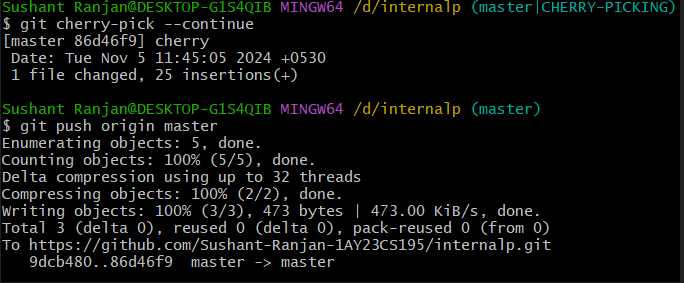 Sushant Ranjan@DESKTOP-G1S4QIB MINGW64 /d/internalp (master|CHERRY-PICKING)
$ git cherry-pick --continue
[master 86d46f9] cherry
 Date: Tue Nov 5 11:45:05 2024 +0530
 1 file changed, 25 insertions(+)
Sushant Ranjan@DESKTOP-G1S4QIB MINGW64 /d/internalp (master)
$ git push origin master
Enumerating objects: 5, done.
Counting objects: 100% (5/5), done.
Delta compression using up to 32 threads
Compressing objects: 100% (2/2), done.
Writing objects: 100% (3/3), 473 bytes | 473.00 KiB/s, done.
Total 3 (delta 0), reused 0 (delta 0), pack-reused 0 (from 0)
To https://github.com/Sushant-Ranjan-1AY23CS195/internalp.git
   9dcb480..86d46f9  master -> master